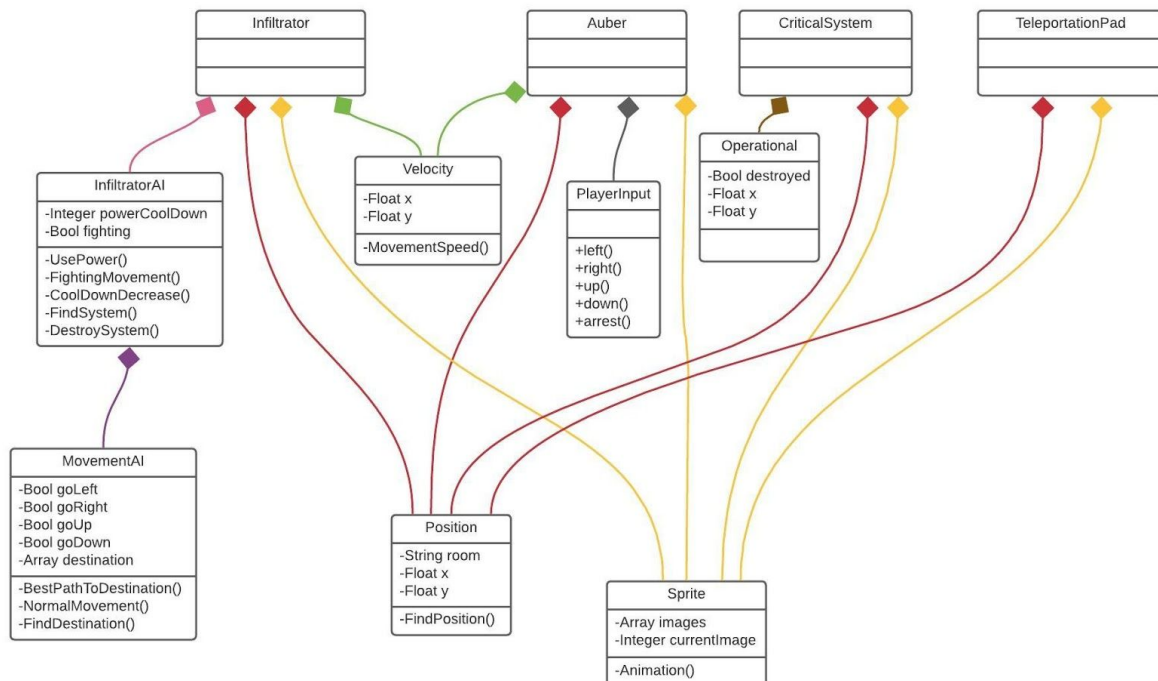 Infiltrator
Auber
CriticalSystem
TeleportationPad
InfiltratorAI
-Integer powerCoolDown
-Bool fighting
-UsePower()
-FightingMovement()
-CoolDownDecrease()
-FindSystem()
-DestroySystem()
Velocity
-Float x
-Float y
-MovementSpeed()
PlayerInput
+left()
+right()
+up()
+down()
+arrest()
Operational
-Bool destroyed
-Float x
-Float y
MovementAI
-Bool goLeft
-Bool goRight
-Bool goUp
-Bool goDown
-Array destination
-BestPathToDestination()
-NormalMovement()
-FindDestination()
Position
-String room
-Float x
-Float y
-FindPosition()
Sprite
-Array images
-Integer currentImage
-Animation()